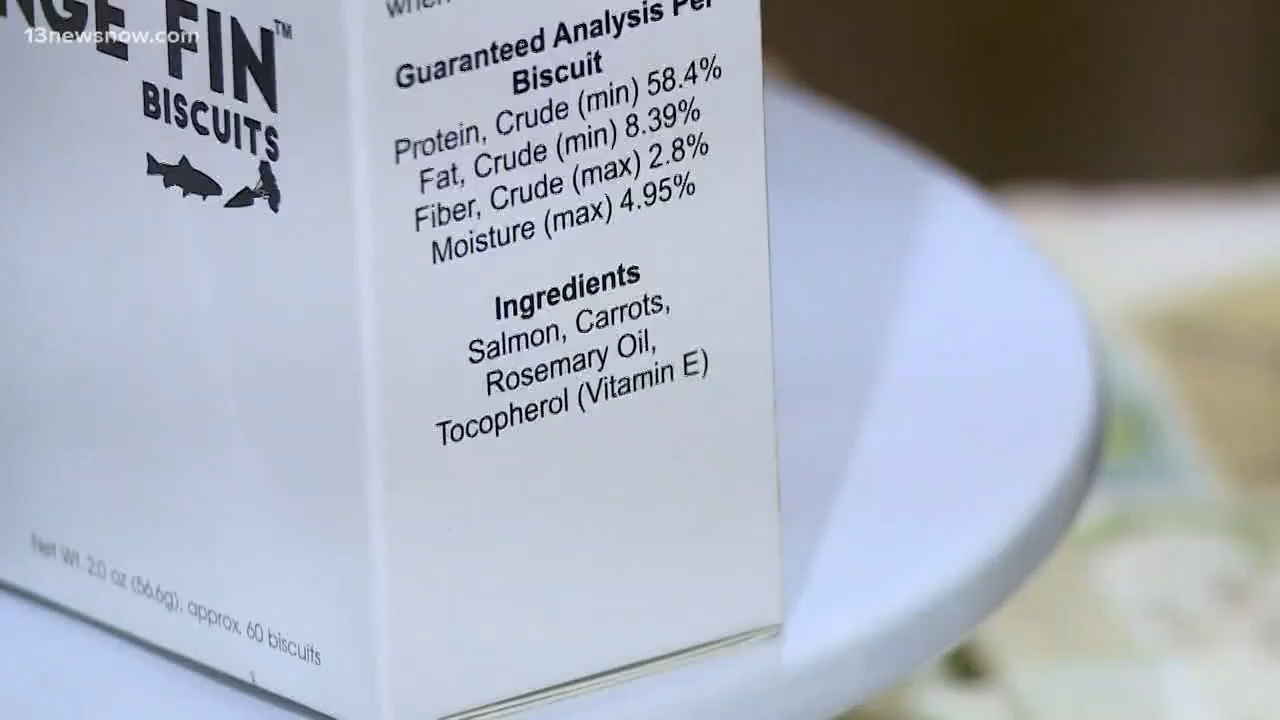 13newsnow.com
NGE FIN™
BISCUITS
Net Wt. 2.0 oz (56.6g), approx. 60 biscuits
when
Guaranteed Analysis Per
Biscuit
Protein, Crude (min) 58.4%
Fat, Crude (min) 8.39%
Fiber, Crude (max) 2.8%
Moisture (max) 4.95%
Ingredients
Salmon, Carrots,
Rosemary Oil,
Tocopherol (Vitamin E)